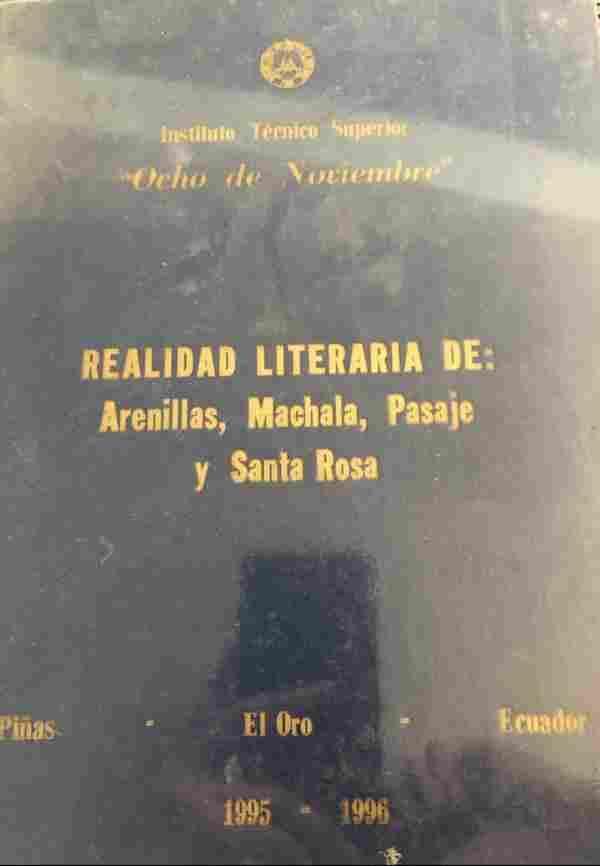 Instituto Técnico Superior
"Ocho de Noviembre"
REALIDAD LITERARIA DE:
Arenillas, Machala, Pasaje
y Santa Rosa
Piñas - El Oro - Ecuador
1995 - 1996